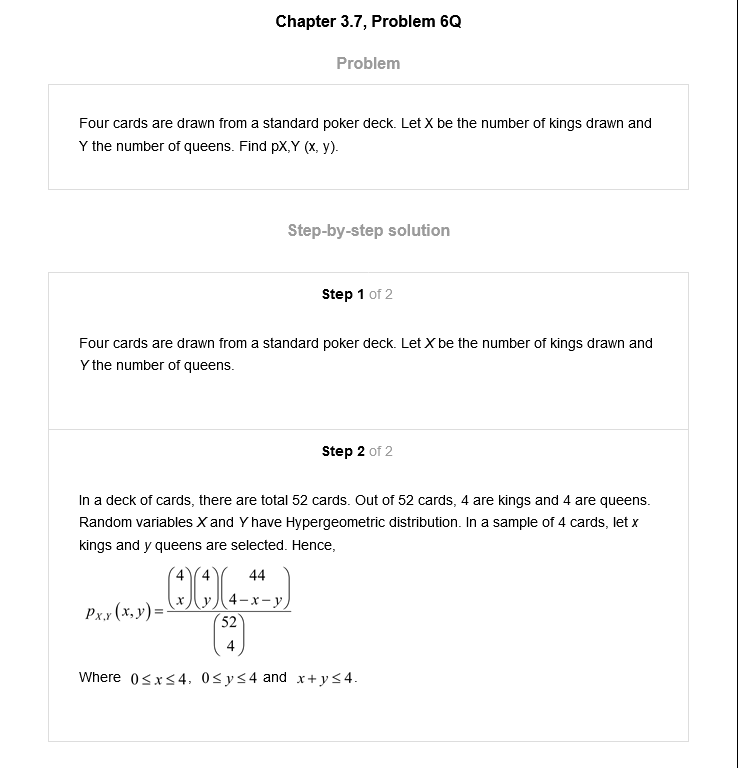 Chapter 3.7, Problem 6Q
Problem
Four cards are drawn from a standard poker deck. Let X be the number of kings drawn and
Y the number of queens. Find pX,Y (x, y).
Step-by-step solution
Step 1 of 2
Four cards are drawn from a standard poker deck. Let X be the number of kings drawn and
Y the number of queens.
Step 2 of 2
In a deck of cards, there are total 52 cards. Out of 52 cards, 4 are kings and 4 are queens.
Random variables X and Y have Hypergeometric distribution. In a sample of 4 cards, let x
kings and y queens are selected. Hence,
p_{X,Y}(x,y) = \frac{\binom{4}{x}\binom{4}{y}\binom{44}{4-x-y}}{\binom{52}{4}}
Where 0≤x≤4, 0≤y≤4 and x+y≤4.